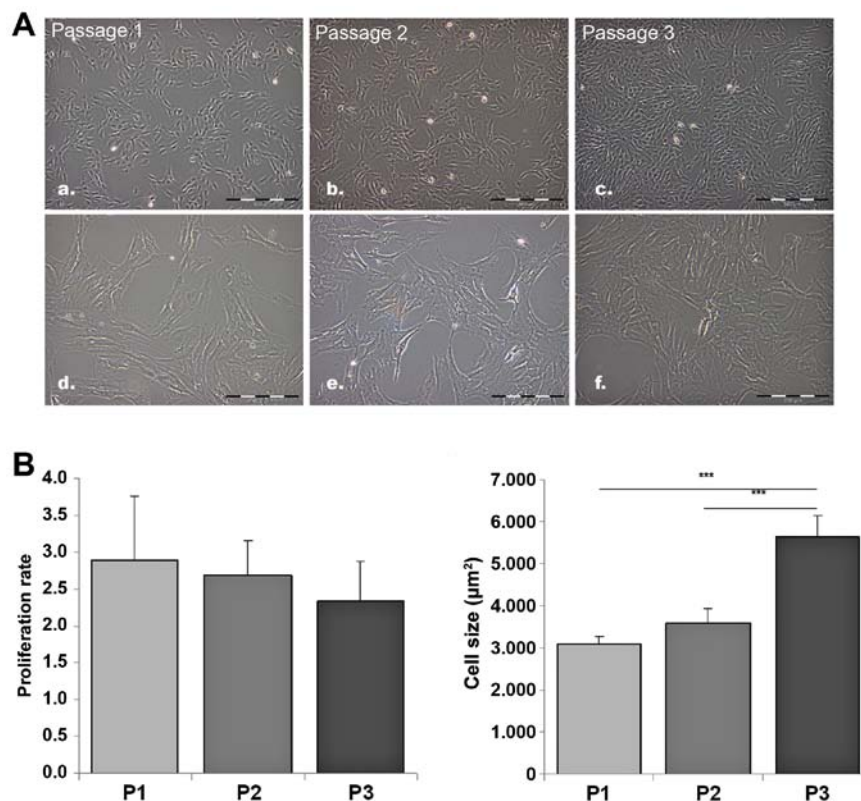 A
Passage 1
Passage 2
Passage 3
a.
b.
c.
d.
e.
f.
B
4.0
3.5
3.0
2.5
2.0
1.5
1.0
0.5
0.0
Proliferation rate
P1
P2
P3
7.000
6.000
5.000
4.000
3.000
2.000
1.000
0
Cell size (µm²)
***
***
P1
P2
P3